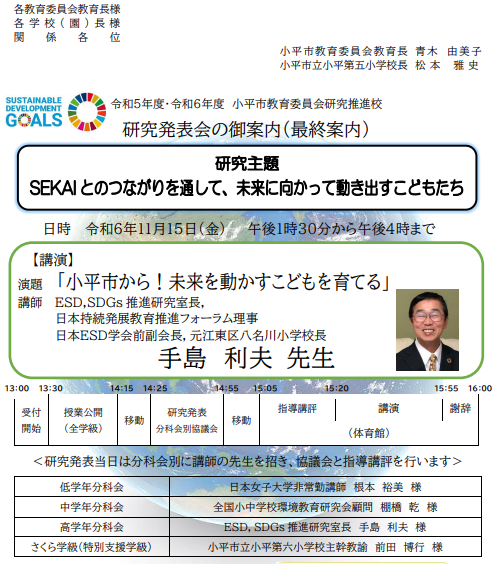 各教育委員会教育長様
各学校(園)長様
関係各位
小平市教育委員会教育長 青木 由美子
小平市立小平第五小学校長 松本 雅史
SUSTAINABLE
DEVELOPMENT
GOALS
令和5年度・令和6年度 小平市教育委員会研究推進校
研究発表会の御案内(最終案内)
研究主題
SEKAIとのつながりを通して、未来に向かって動き出すこどもたち
日時 令和6年11月15日(金) 午後1時30分から午後4時まで
【講演】
演題 「小平市から!未来を動かすこどもを育てる」
講師 ESD,SDGs推進研究室長,
日本持続発展教育推進フォーラム理事
日本ESD学会前副会長, 元江東区八名川小学校長
手島 利夫 先生
13:00 13:30 14:15 14:25 14:55 15:05 15:20 15:55 16:00
受付開始 授業公開(全学級) 移動 研究発表 分科会別協議会 移動 指導講評 講演 謝辞
(体育館)
<研究発表当日は分科会別に講師の先生を招き、協議会と指導講評を行います>
低学年分科会 日本女子大学非常勤講師 根本 裕美 様
中学年分科会 全国小中学校環境教育研究会顧問 棚橋 乾 様
高学年分科会 ESD, SDGs推進研究室長 手島 利夫 様
さくら学級(特別支援学級) 小平市立小平第六小学校主幹教諭 前田 博行 様